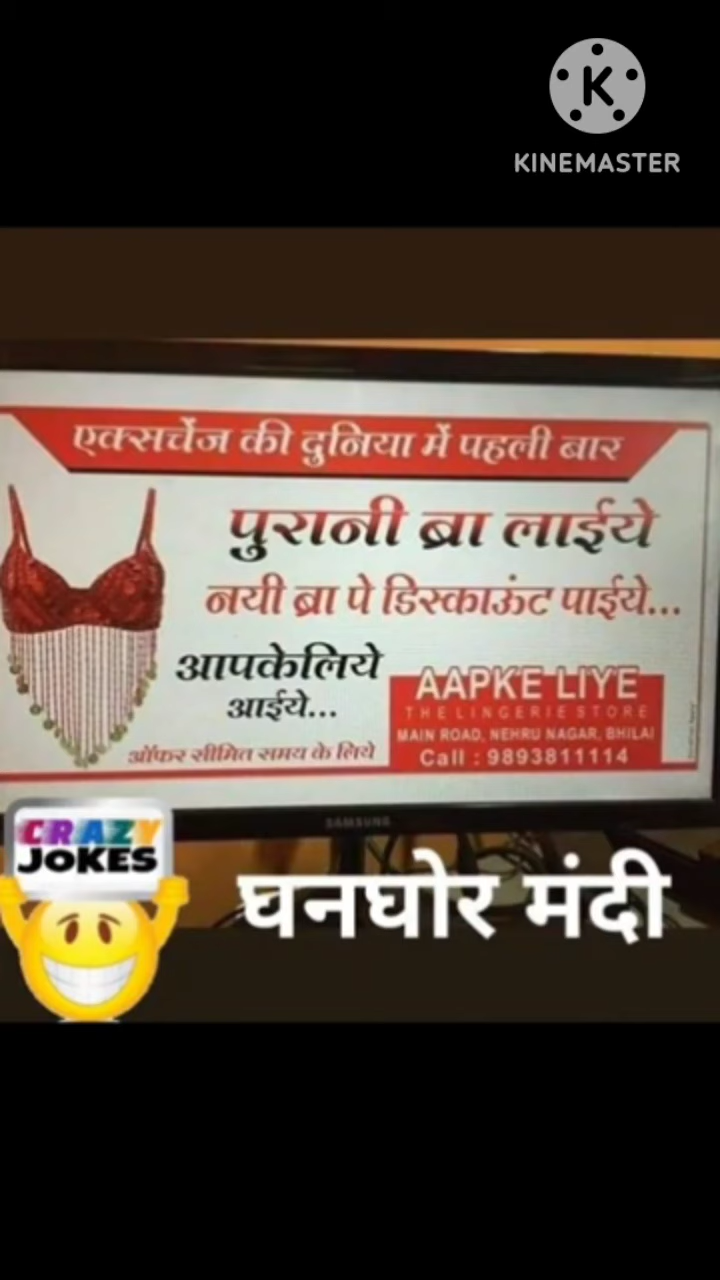 KINEMASTER
एक्सचेंज की दुनिया में पहली बार
पुरानी ब्रा लाईये
नयी ब्रा पे डिस्काऊंट पाईये...
आपकेलिये
आईये...
ऑफर सीमित समय के लिये
AAPKE LIYE
THE LINGERIE STORE
MAIN ROAD, NEHRU NAGAR, BHILAI
Call : 9893811114
SAMSUNG
CRAZY
JOKES
घनघोर मंदी